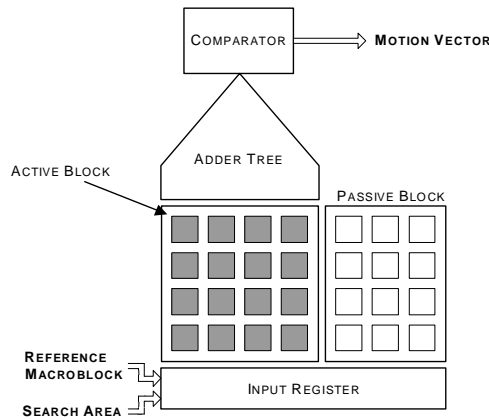 COMPARATOR
MOTION VECTOR
ADDER TREE
ACTIVE BLOCK
PASSIVE BLOCK
REFERENCE
MACROBLOCK
INPUT REGISTER
SEARCH AREA